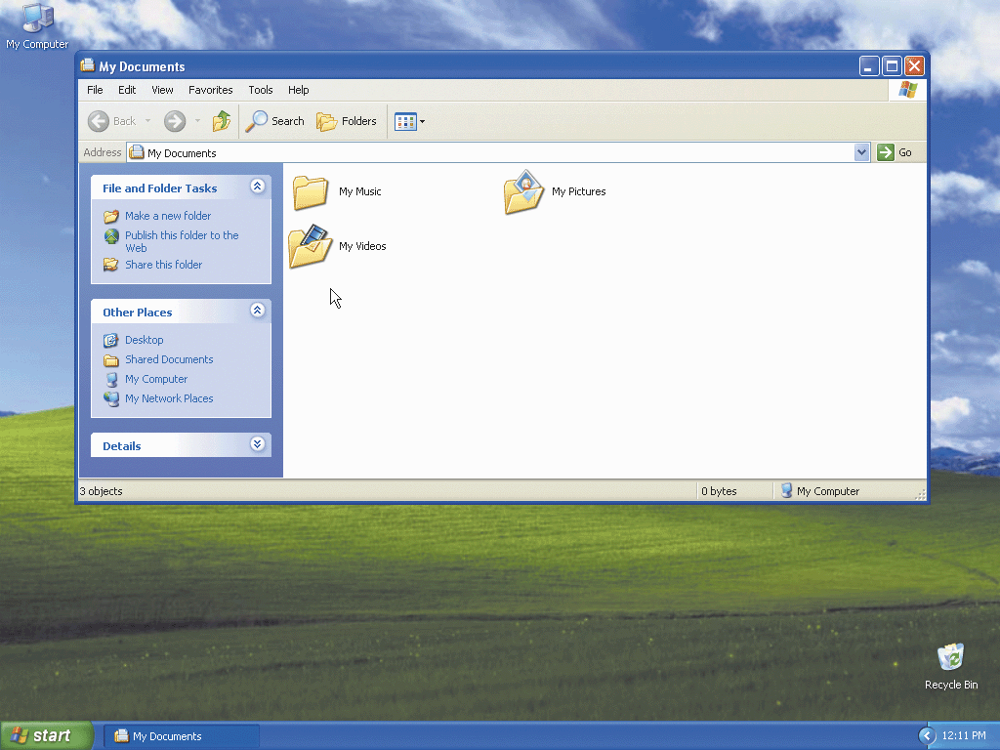 My Computer
My Documents
File Edit View Favorites Tools Help
Back Search Folders
Address My Documents Go
File and Folder Tasks
Make a new folder
Publish this folder to the
Web
Share this folder
Other Places
Desktop
Shared Documents
My Computer
My Network Places
Details
My Music My Pictures
My Videos
3 objects 0 bytes My Computer
Recycle Bin
start My Documents 12:11 PM